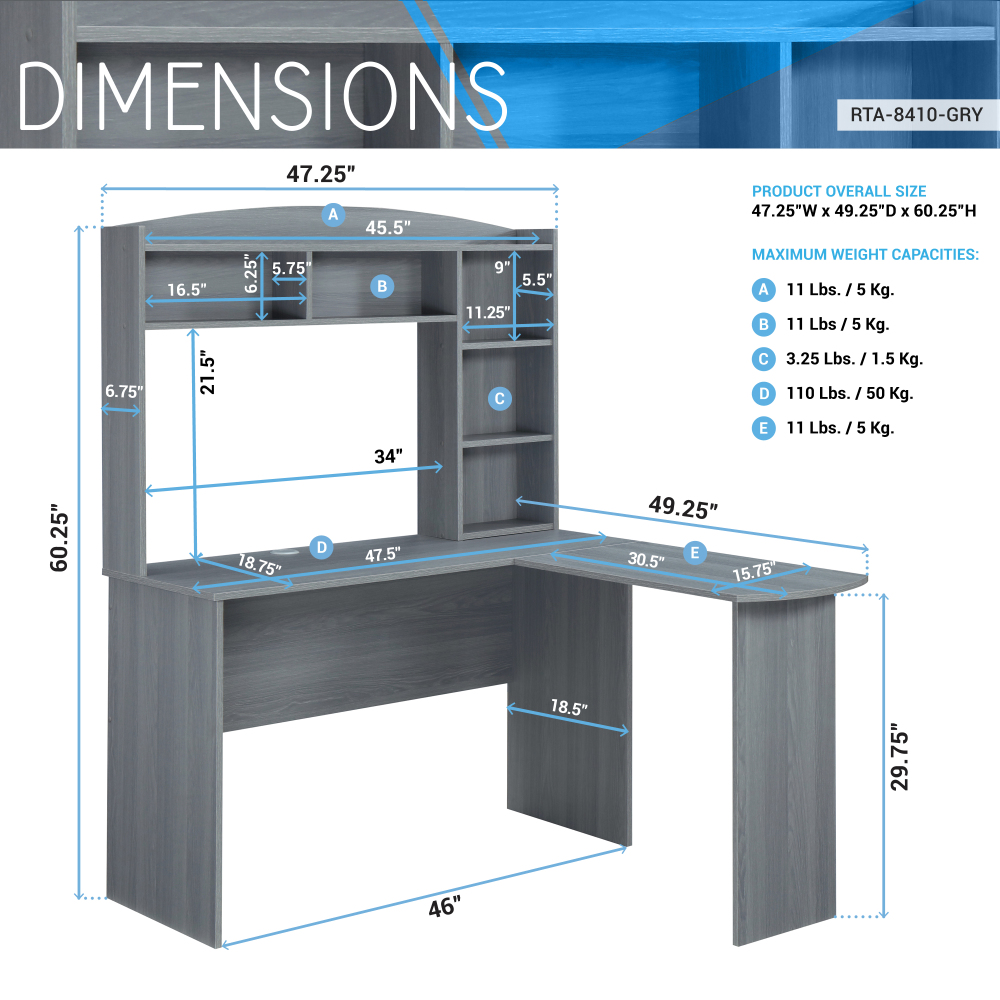 DIMENSIONS
RTA-8410-GRY
PRODUCT OVERALL SIZE
47.25"W x 49.25"D x 60.25"H
MAXIMUM WEIGHT CAPACITIES:
A 11 Lbs. / 5 Kg.
B 11 Lbs / 5 Kg.
C 3.25 Lbs. / 1.5 Kg.
D 110 Lbs. / 50 Kg.
E 11 Lbs. / 5 Kg.
47.25"
A
45.5"
6.25"
5.75"
16.5"
B
9"
5.5"
11.25"
21.5"
6.75"
C
34"
60.25"
49.25"
D
47.5"
18.75"
E
30.5"
15.75"
18.5"
29.75"
46"